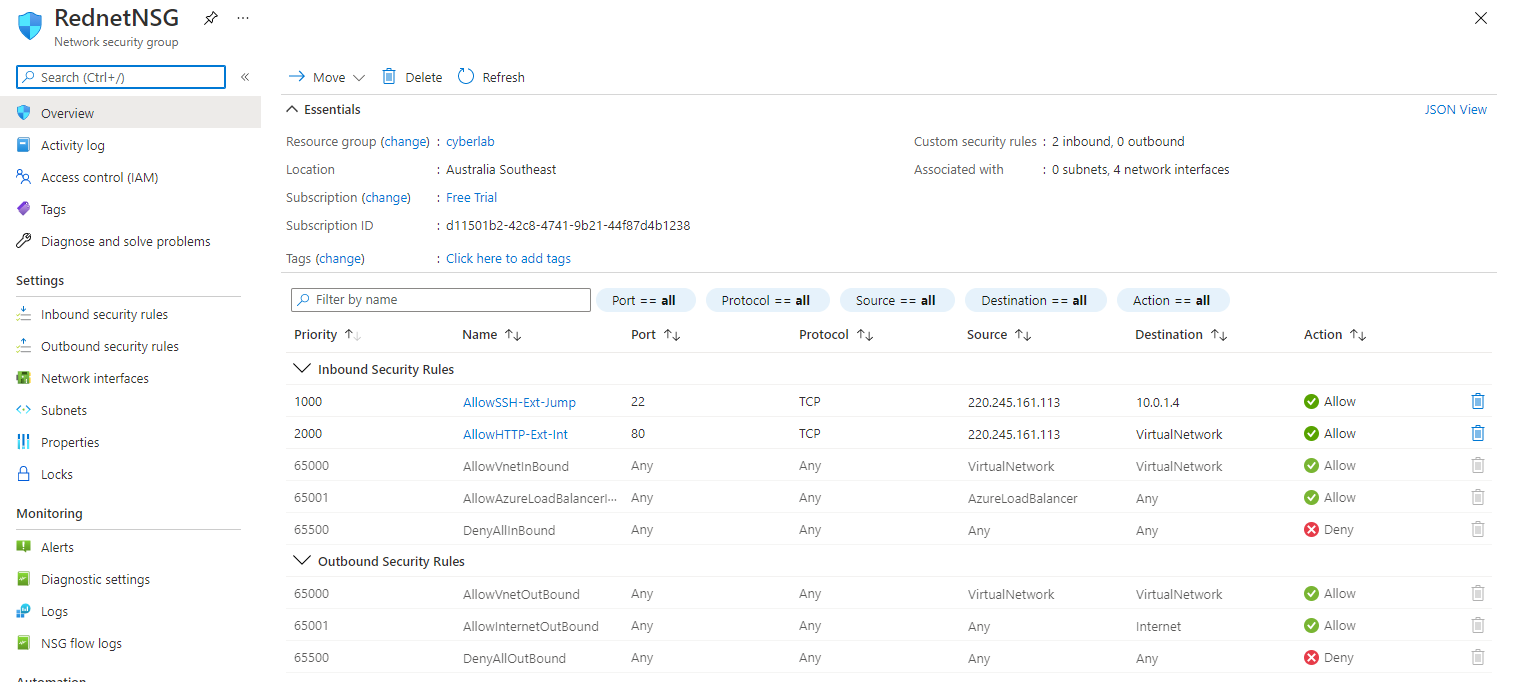 RednetNSG
Network security group
Search (Ctrl+/)
Overview
Activity log
Access control (IAM)
Tags
Diagnose and solve problems
Settings
Inbound security rules
Outbound security rules
Network interfaces
Subnets
Properties
Locks
Monitoring
Alerts
Diagnostic settings
Logs
NSG flow logs
Automation
Move Delete Refresh
Essentials JSON View
Resource group (change) : cyberlab
Location : Australia Southeast
Subscription (change) : Free Trial
Subscription ID : d11501b2-42c8-4741-9b21-44f87d4b1238
Tags (change) : Click here to add tags
Custom security rules : 2 inbound, 0 outbound
Associated with : 0 subnets, 4 network interfaces
Filter by name Port == all Protocol == all Source == all Destination == all Action == all
Priority Name Port Protocol Source Destination Action
Inbound Security Rules
1000 AllowSSH-Ext-Jump 22 TCP 220.245.161.113 10.0.1.4 Allow
2000 AllowHTTP-Ext-Int 80 TCP 220.245.161.113 VirtualNetwork Allow
65000 AllowVnetInBound Any Any VirtualNetwork VirtualNetwork Allow
65001 AllowAzureLoadBalancerI... Any Any AzureLoadBalancer Any Allow
65500 DenyAllInBound Any Any Any Any Deny
Outbound Security Rules
65000 AllowVnetOutBound Any Any VirtualNetwork VirtualNetwork Allow
65001 AllowInternetOutBound Any Any Any Internet Allow
65500 DenyAllOutBound Any Any Any Any Deny